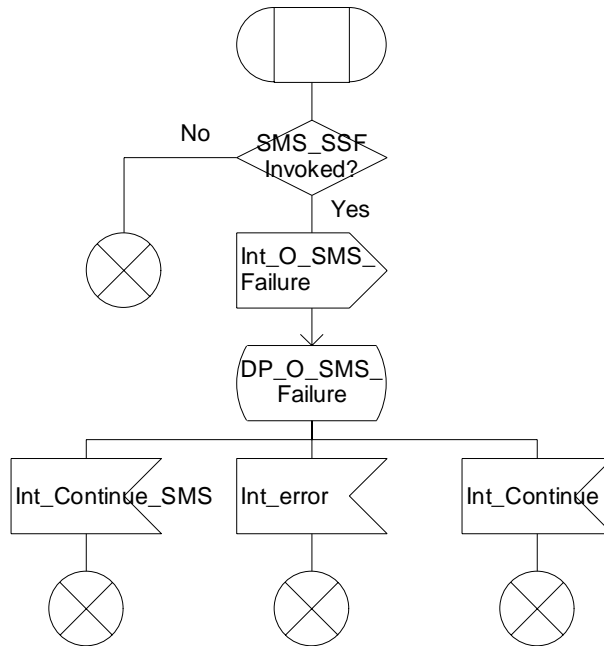 No
SMS_SSF
Invoked?
Yes
Int_O_SMS_
Failure
DP_O_SMS_
Failure
Int_Continue_SMS
Int_error
Int_Continue